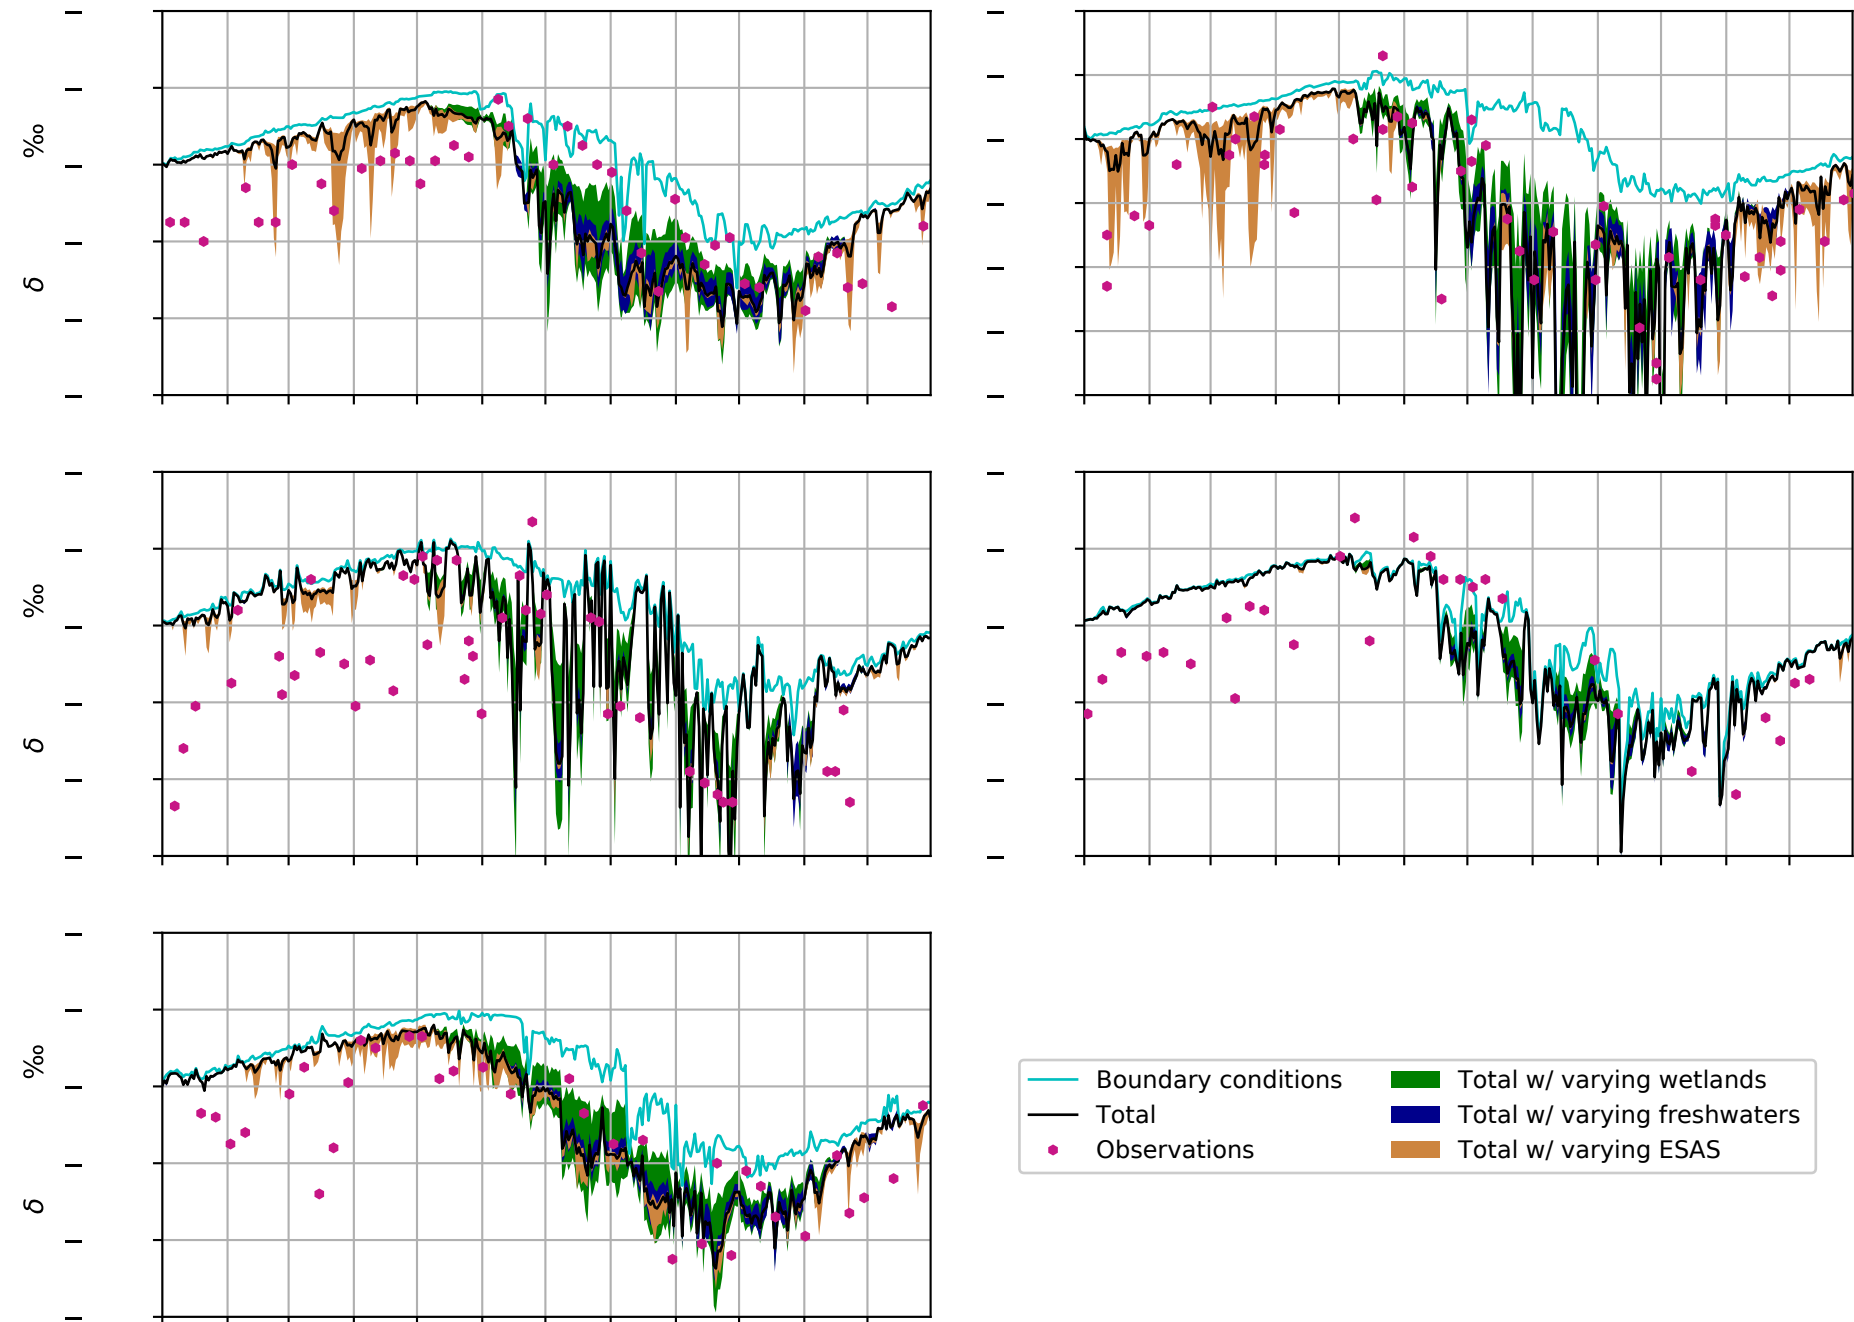 ‰
δ
‰
δ
‰
δ
Boundary conditions
Total
Observations
Total w/ varying wetlands
Total w/ varying freshwaters
Total w/ varying ESAS